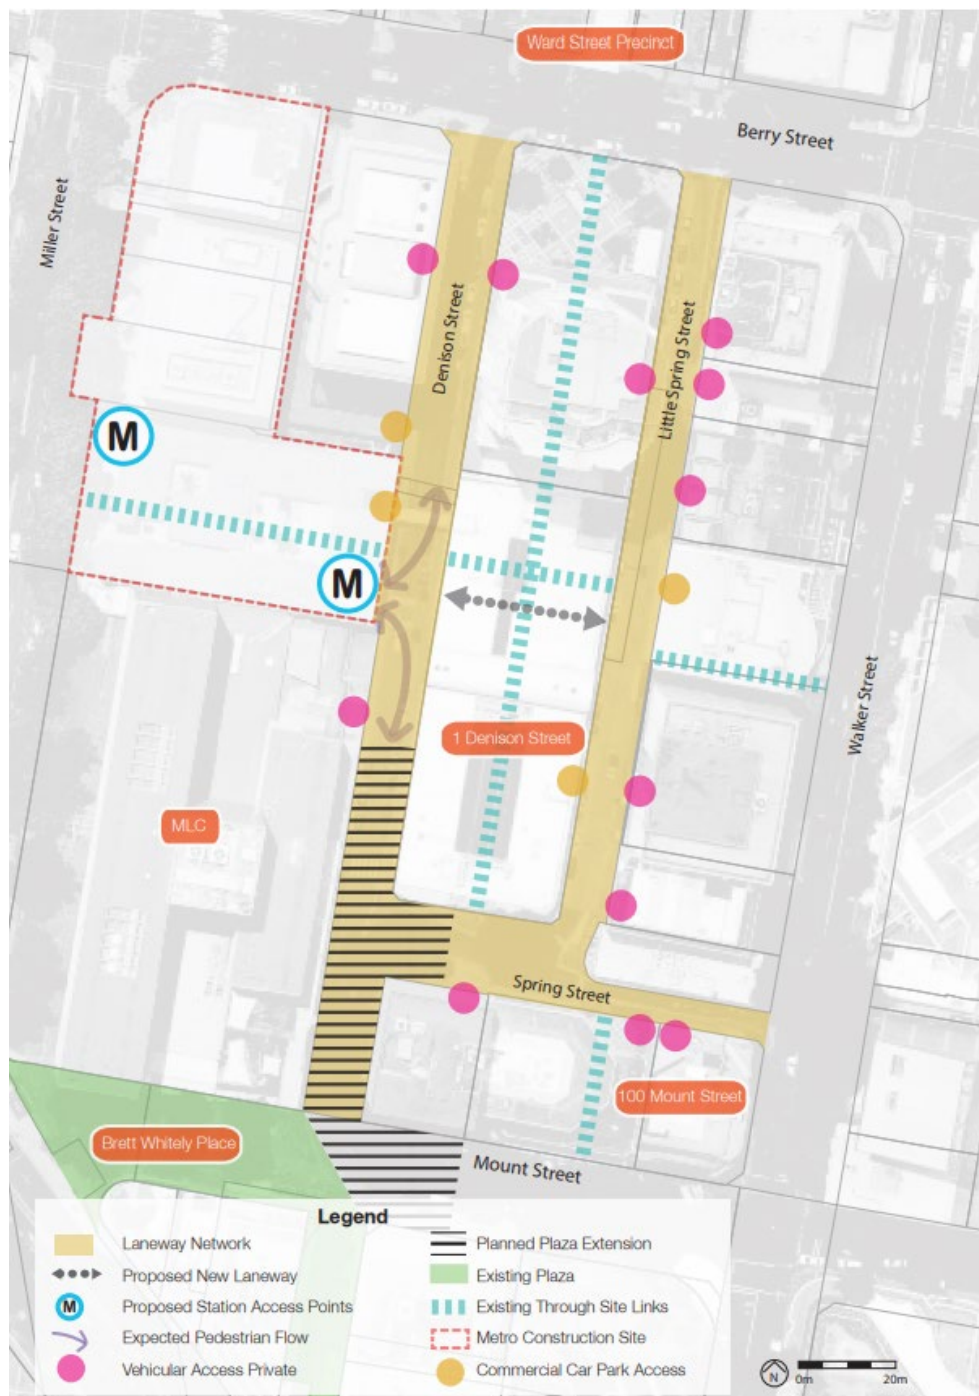 Ward Street Precinct
Berry Street
Miller Street
Denison Street
Little Spring Street
M
M
1 Denison Street
Walker Street
MLC
Spring Street
100 Mount Street
Brett Whitely Place
Mount Street
Legend
Laneway Network
Planned Plaza Extension
Proposed New Laneway
Existing Plaza
M
Proposed Station Access Points
Existing Through Site Links
Expected Pedestrian Flow
Metro Construction Site
Vehicular Access Private
Commercial Car Park Access
N
0m
20m